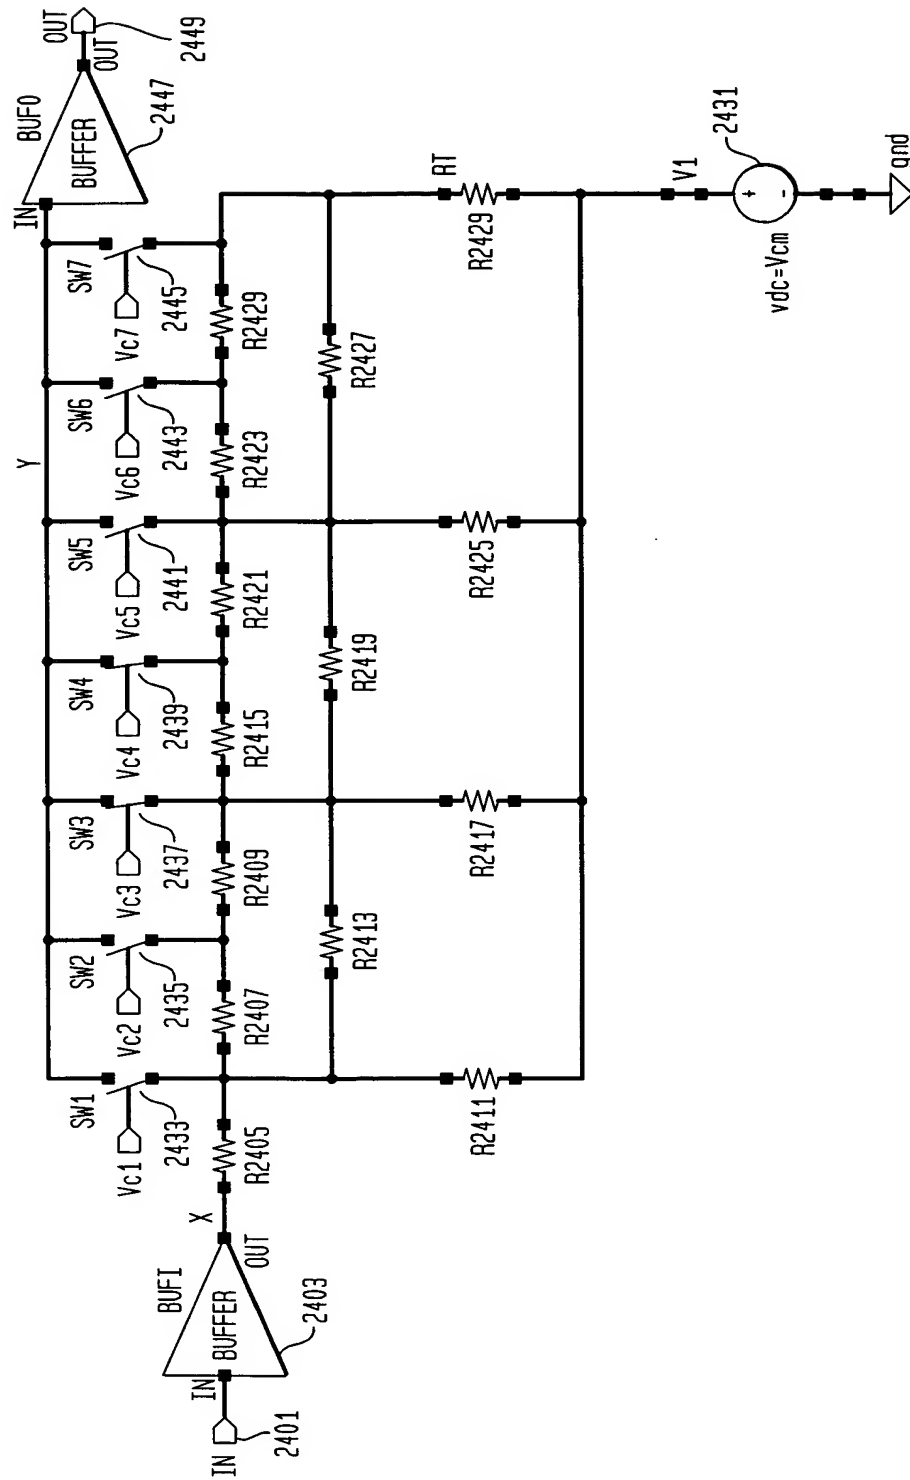 IN
2401
IN
BUFI
BUFFER
2403
OUT
X
R2405
Vc1
SW1
2433
R2411
R2407
Vc2
SW2
2435
R2413
R2409
Vc3
SW3
2437
R2417
R2415
Vc4
SW4
2439
R2419
R2421
Vc5
SW5
2441
R2425
Y
R2423
Vc6
SW6
2443
R2427
R2429
Vc7
SW7
2445
RT
R2429
V1
2431
+
-
vdc=Vcm
gnd
IN
BUFO
BUFFER
2447
OUT
OUT
2449